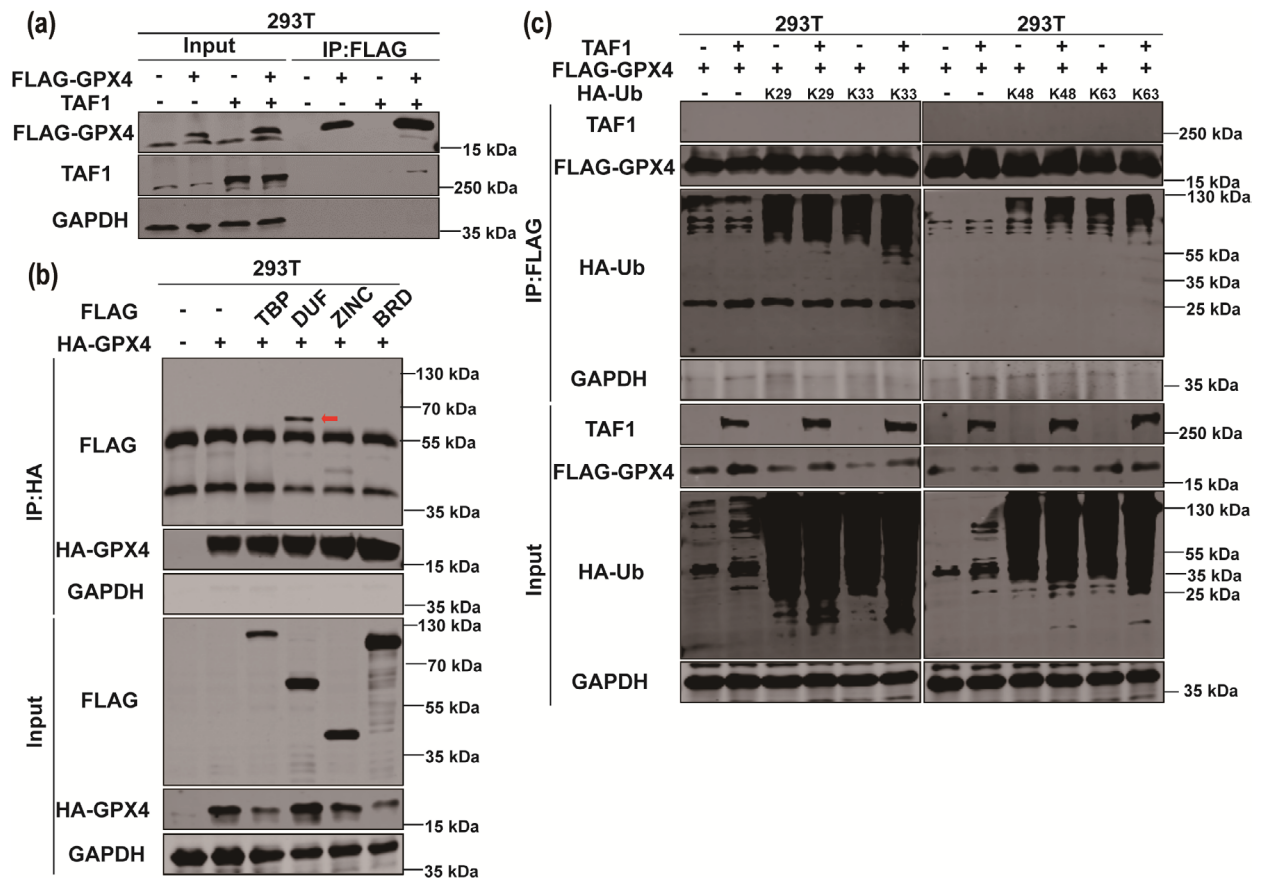 (a)
293T
Input IP:FLAG
FLAG-GPX4 - + - + - + - +
TAF1 - - + + - - + +
FLAG-GPX4
15 kDa
TAF1
250 kDa
GAPDH
35 kDa
(b)
293T
FLAG - - TBP DUF ZINC BRD
HA-GPX4 - + + + + +
IP:HA
130 kDa
70 kDa
FLAG
55 kDa
35 kDa
HA-GPX4
15 kDa
GAPDH
35 kDa
Input
130 kDa
70 kDa
FLAG
55 kDa
35 kDa
HA-GPX4
15 kDa
GAPDH
35 kDa
(c)
293T 293T
TAF1 - + - + - + - + - + - +
FLAG-GPX4 + + + + + + + + + + + +
HA-Ub - - K29 K29 K33 K33 - - K48 K48 K63 K63
IP:FLAG
TAF1
250 kDa
FLAG-GPX4
15 kDa
130 kDa
55 kDa
HA-Ub
35 kDa
25 kDa
GAPDH
35 kDa
Input
TAF1
250 kDa
FLAG-GPX4
15 kDa
130 kDa
55 kDa
HA-Ub
35 kDa
25 kDa
GAPDH
35 kDa